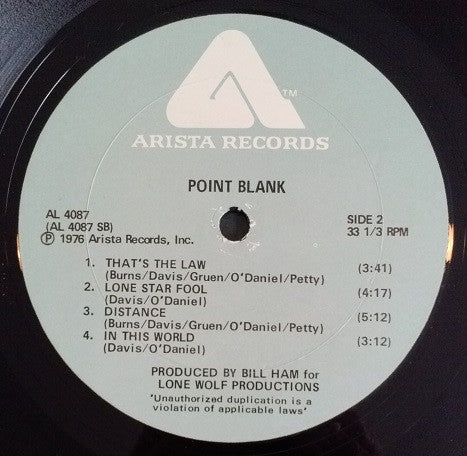 TM
ARISTA RECORDS
POINT BLANK
AL 4087
(AL 4087 SB)
Ⓟ 1976 Arista Records, Inc.
SIDE 2
33 1/3 RPM
1. THAT'S THE LAW (3:41)
(Burns/Davis/Gruen/O'Daniel/Petty)
2. LONE STAR FOOL (4:17)
(Davis/O'Daniel)
3. DISTANCE (5:12)
(Burns/Davis/Gruen/O'Daniel/Petty)
4. IN THIS WORLD (3:12)
(Davis/O'Daniel)
PRODUCED BY BILL HAM for
LONE WOLF PRODUCTIONS
'Unauthorized duplication is a
violation of applicable laws'